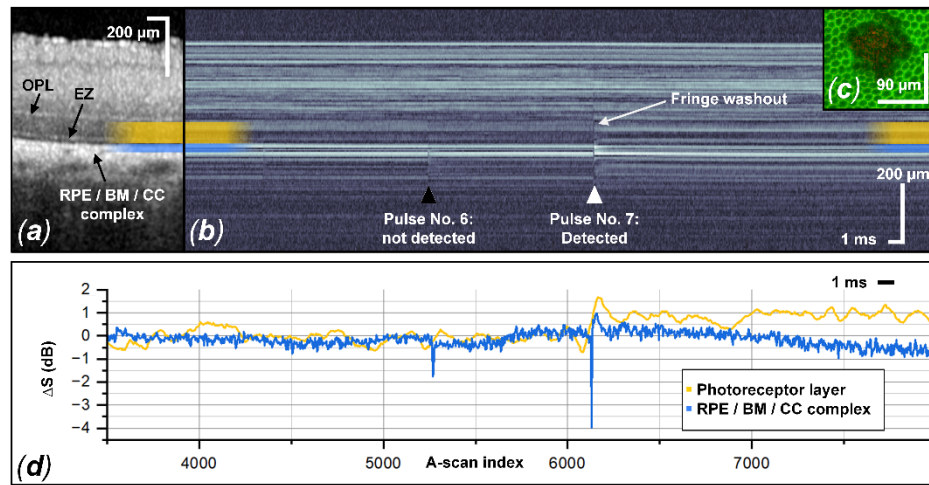 200 µm
OPL
EZ
RPE / BM / CC
complex
(a)
(b)
Fringe washout
Pulse No. 6:
not detected
Pulse No. 7:
Detected
(c)
90 µm
200 µm
1 ms
1 ms
2
1
0
−1
−2
−3
−4
ΔS (dB)
Photoreceptor layer
RPE / BM / CC complex
4000
5000
6000
7000
A-scan index
(d)